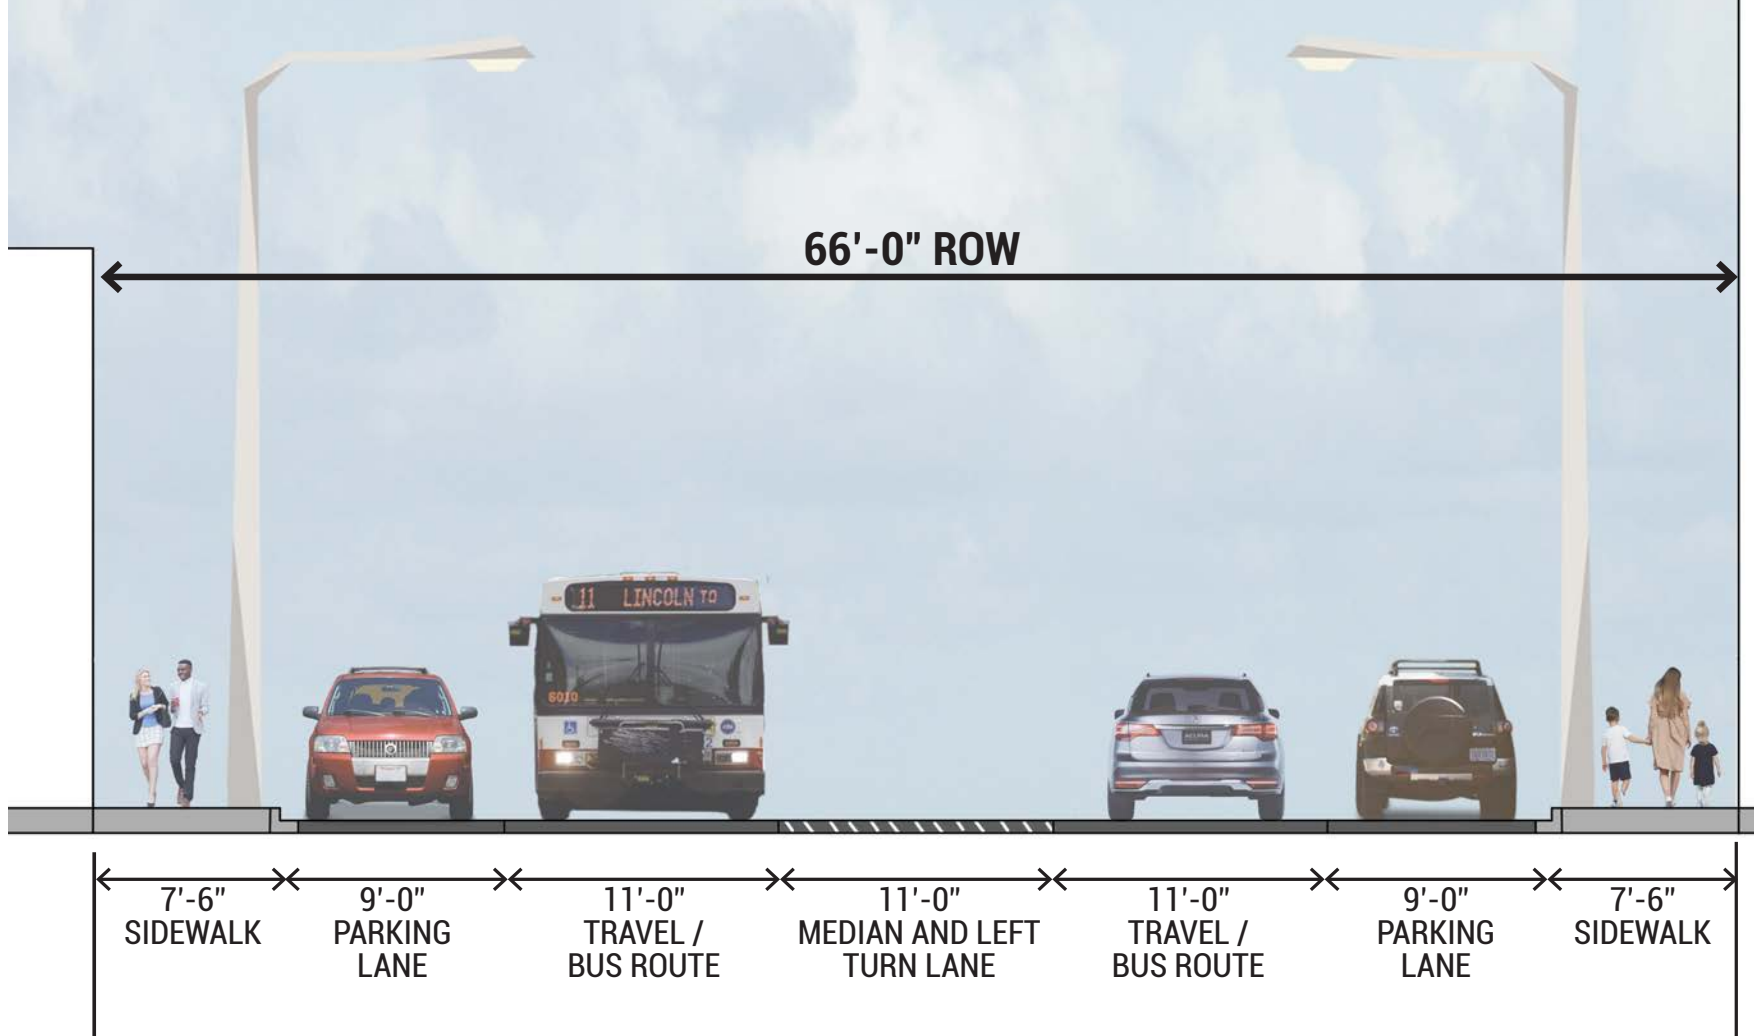 66'-0" ROW
11 LINCOLN TO
6010
ACURA
7'-6"
SIDEWALK
9'-0"
PARKING
LANE
11'-0"
TRAVEL /
BUS ROUTE
11'-0"
MEDIAN AND LEFT
TURN LANE
11'-0"
TRAVEL /
BUS ROUTE
9'-0"
PARKING
LANE
7'-6"
SIDEWALK